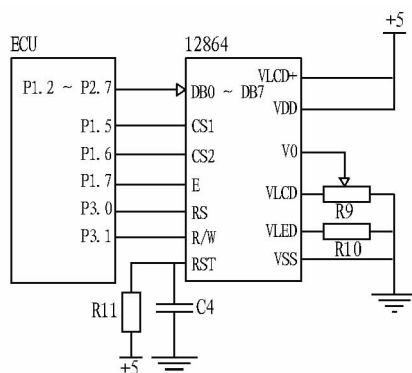 +5
ECU
12864
P1.2 ~ P2.7
DB0 ~ DB7
VLCD+
VDD
P1.5
CS1
P1.6
CS2
V0
P1.7
E
VLCD
R9
P3.0
RS
P3.1
R/W
VLED
R10
RST
VSS
R11
C4
+5